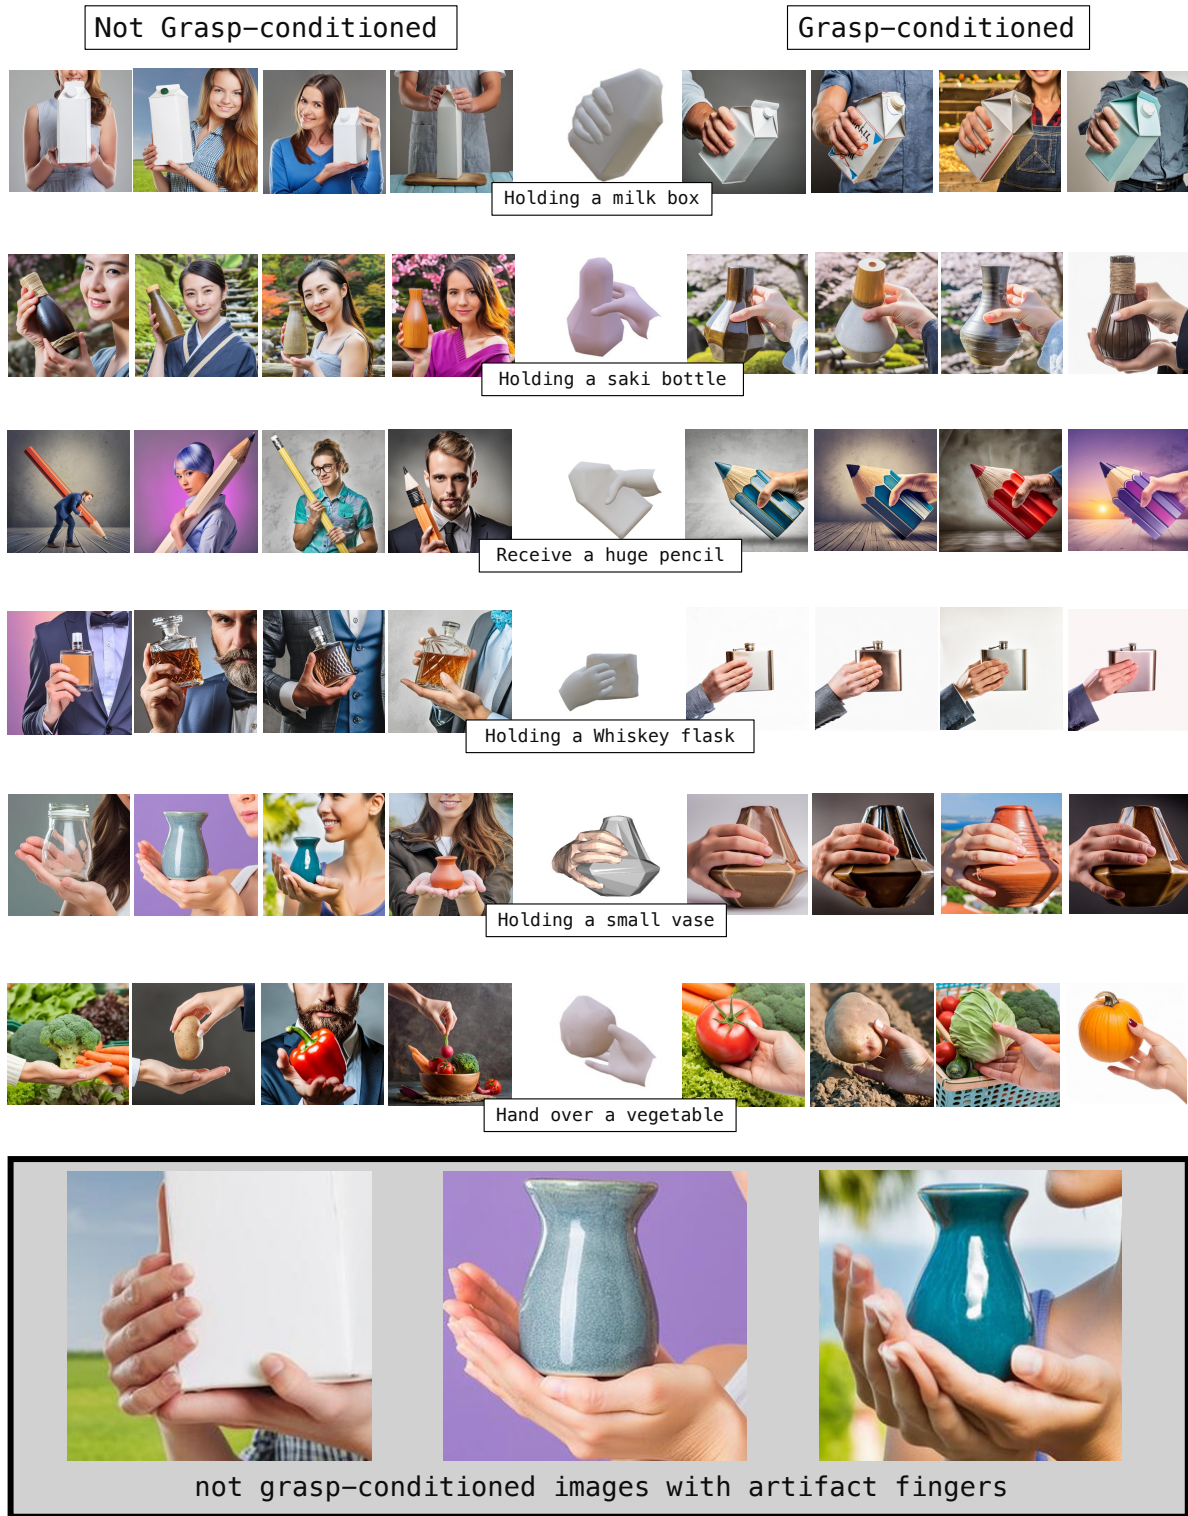 Not Grasp-conditioned
Grasp-conditioned
Holding a milk box
Holding a saki bottle
Receive a huge pencil
Holding a Whiskey flask
Holding a small vase
Hand over a vegetable
not grasp-conditioned images with artifact fingers